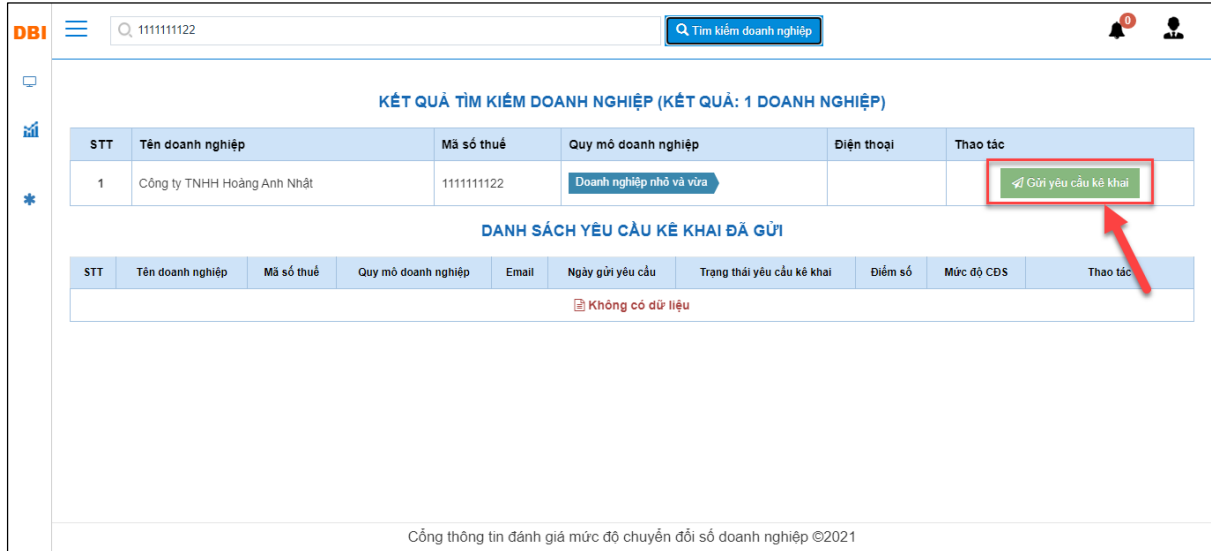 DBI
1111111122
Tìm kiếm doanh nghiệp
0
KẾT QUẢ TÌM KIẾM DOANH NGHIỆP (KẾT QUẢ: 1 DOANH NGHIỆP)
STT Tên doanh nghiệp Mã số thuế Quy mô doanh nghiệp Điện thoại Thao tác
1 Công ty TNHH Hoàng Anh Nhật 1111111122 Doanh nghiệp nhỏ và vừa Gửi yêu cầu kê khai
DANH SÁCH YÊU CẦU KÊ KHAI ĐÃ GỬI
STT Tên doanh nghiệp Mã số thuế Quy mô doanh nghiệp Email Ngày gửi yêu cầu Trạng thái yêu cầu kê khai Điểm số Mức độ CĐS Thao tác
Không có dữ liệu
Cổng thông tin đánh giá mức độ chuyển đổi số doanh nghiệp ©2021